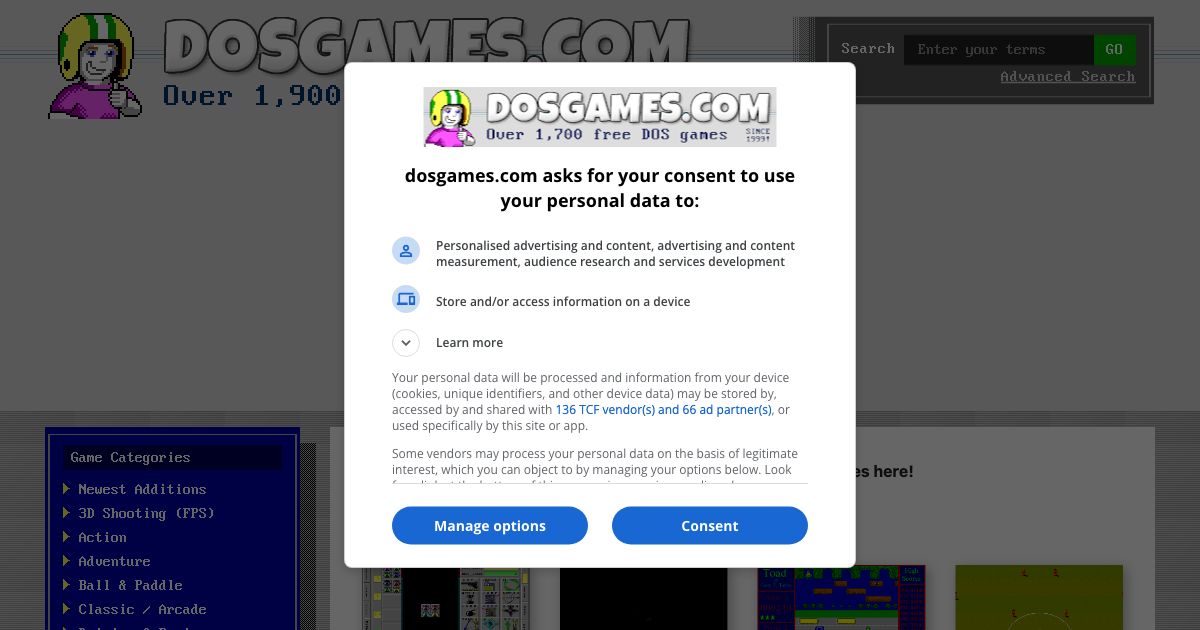 DOSGAMES.COM
Over 1,900
Search
Enter your terms
GO
Advanced Search
DOSGAMES.COM
Over 1,700 free DOS games
SINCE
1999!
dosgames.com asks for your consent to use
your personal data to:
Personalised advertising and content, advertising and content
measurement, audience research and services development
Store and/or access information on a device
Learn more
Your personal data will be processed and information from your device
(cookies, unique identifiers, and other device data) may be stored by,
accessed by and shared with 136 TCF vendor(s) and 66 ad partner(s), or
used specifically by this site or app.
Some vendors may process your personal data on the basis of legitimate
interest, which you can object to by managing your options below. Look
Manage options
Consent
Game Categories
Newest Additions
3D Shooting (FPS)
Action
Adventure
Ball & Paddle
Classic / Arcade
here!
Toad
High